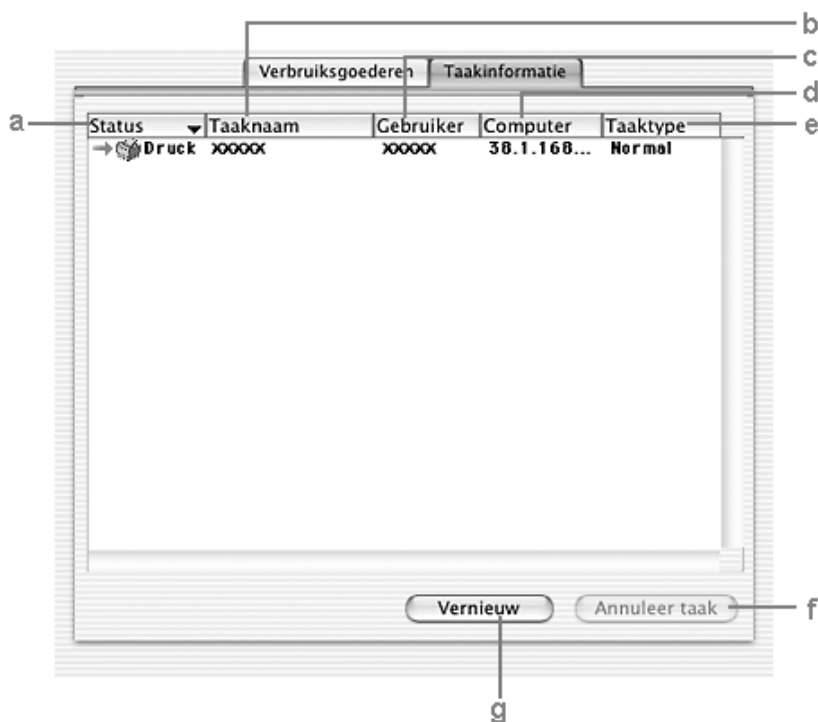 b
Verbruiksgoederen Taakinformatie
c
d
a Status Taaknaam Gebruiker Computer Taaktype e
Druck xxxxx xxxxx 38.1.168... Normal
Vernieuw Annuleer taak f
g